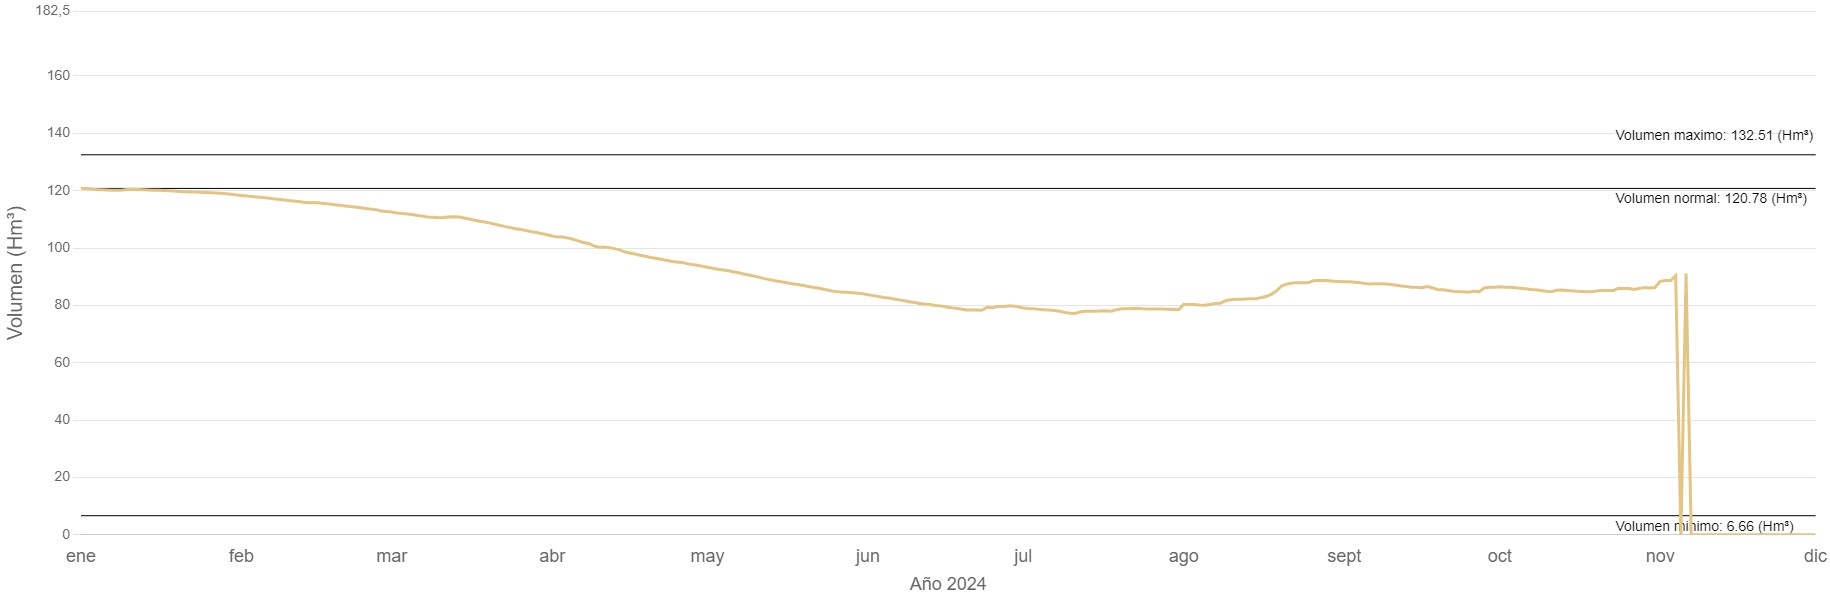 182,5
160
140
120
100
80
60
40
20
0
Volumen (Hm³)
Volumen maximo: 132.51 (Hm³)
Volumen normal: 120.78 (Hm³)
Volumen minimo: 6.66 (Hm³)
ene feb mar abr may jun jul ago sept oct nov dic
Año 2024